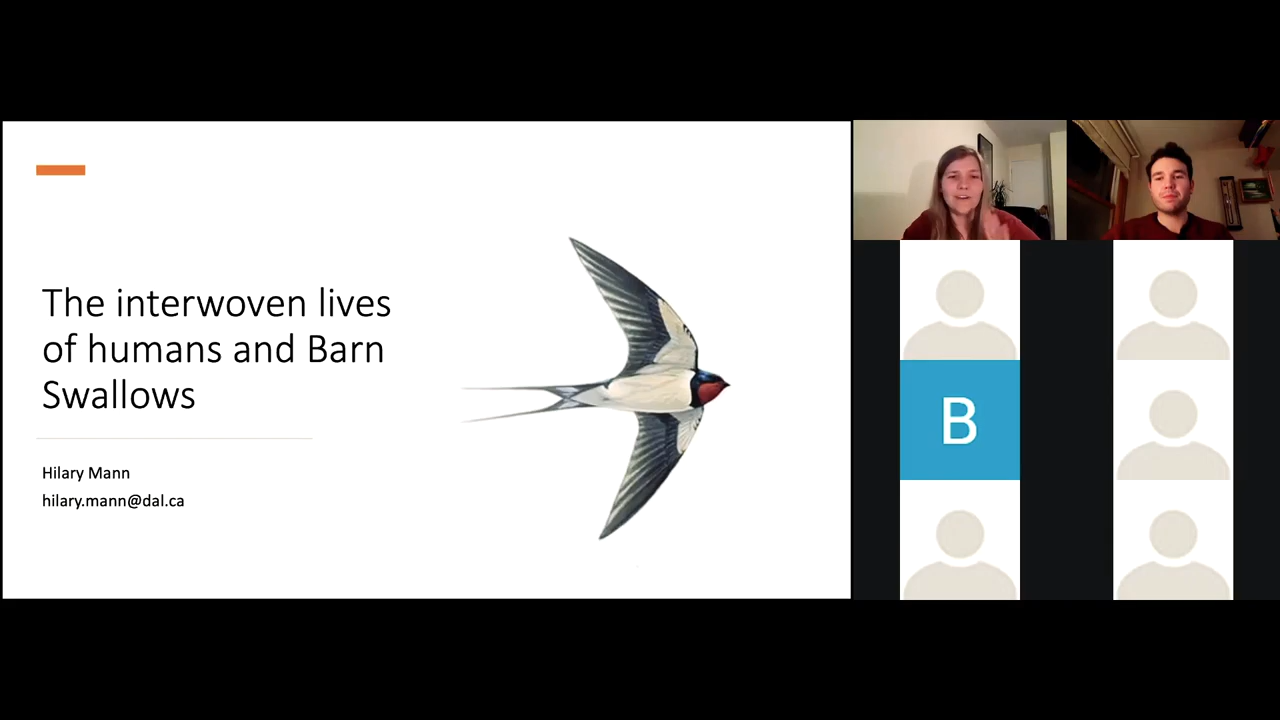 The interwoven lives
of humans and Barn
Swallows
Hilary Mann
hilary.mann@dal.ca
B